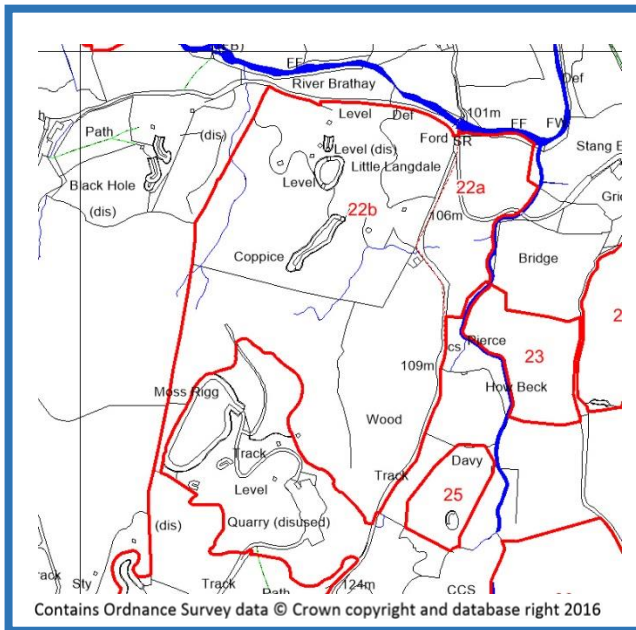 EF
Def
River Brathay
Level
Def
101m
EF
FW
Path
(dis)
Ford
SR
Stang E
Level (dis)
Little Langdale
22a
Black Hole
Level
22b
(dis)
106m
Coppice
Bridge
cs
Pierce
23
2
109m
How Beck
Moss Rigg
Wood
Track
Track
Davy
Level
25
(dis)
Quarry (disused)
rack
Sty
Track
Path
124m
CCS
Contains Ordnance Survey data © Crown copyright and database right 2016